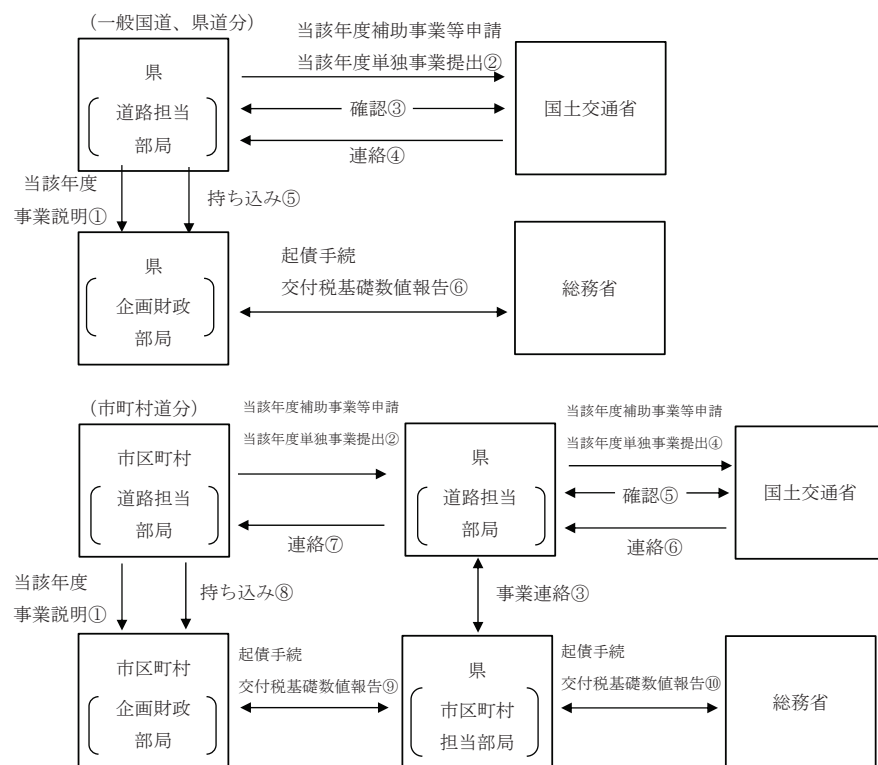 （一般国道、県道分）
当該年度補助事業等申請
当該年度単独事業提出②
県
道路担当
部局
確認③
連絡④
国土交通省
当該年度
事業説明①
持ち込み⑤
県
企画財政
部局
起債手続
交付税基礎数値報告⑥
総務省
（市町村道分）
当該年度補助事業等申請
当該年度単独事業提出②
当該年度補助事業等申請
当該年度単独事業提出④
市区町村
道路担当
部局
連絡⑦
県
道路担当
部局
確認⑤
連絡⑥
国土交通省
当該年度
事業説明①
持ち込み⑧
事業連絡③
市区町村
企画財政
部局
起債手続
交付税基礎数値報告⑨
県
市区町村
担当部局
起債手続
交付税基礎数値報告⑩
総務省